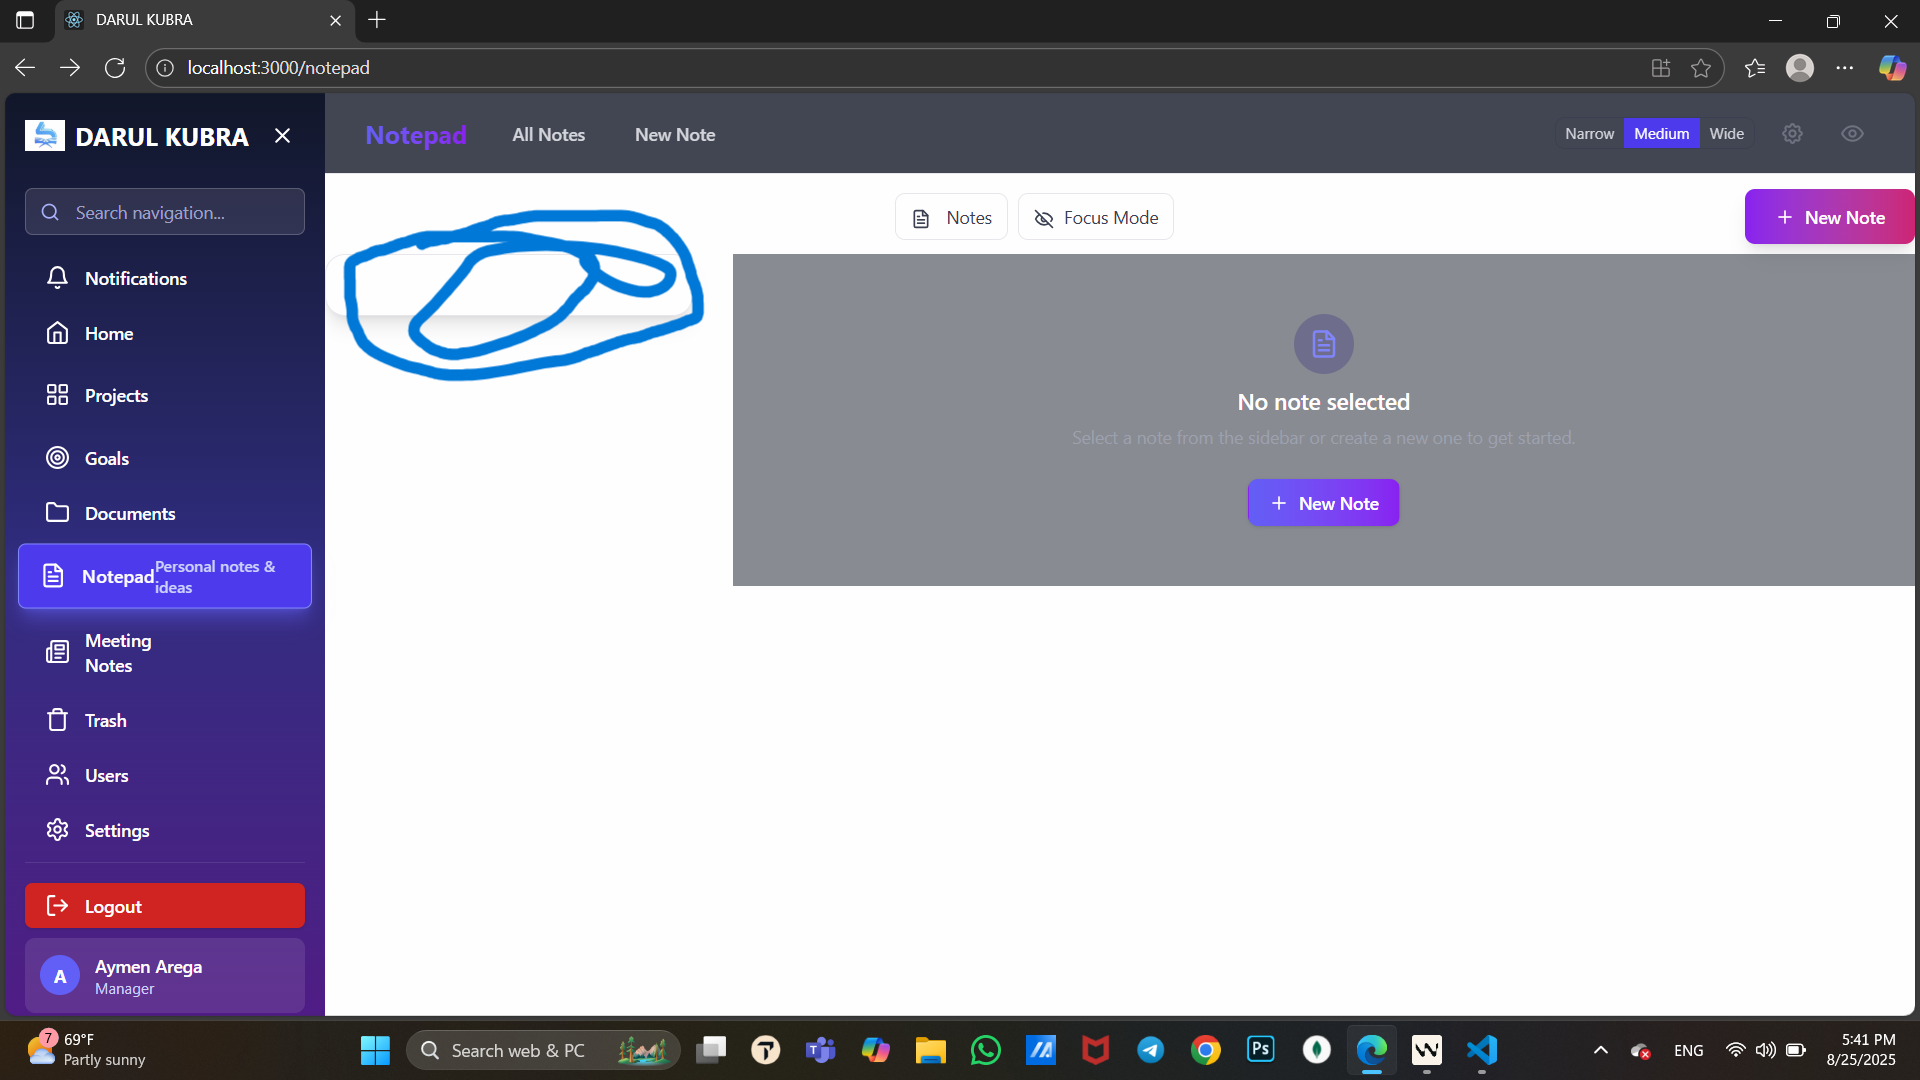 DARUL KUBRA
localhost:3000/notepad
DARUL KUBRA
Search navigation...
Notifications
Home
Projects
Goals
Documents
Notepad
Personal notes &
ideas
Meeting
Notes
Trash
Users
Settings
Logout
A
Aymen Arega
Manager
Notepad
All Notes
New Note
Narrow
Medium
Wide
Notes
Focus Mode
New Note
No note selected
Select a note from the sidebar or create a new one to get started.
New Note
7
69°F
Partly sunny
Search web & PC
T
Ps
ENG
5:41 PM
8/25/2025